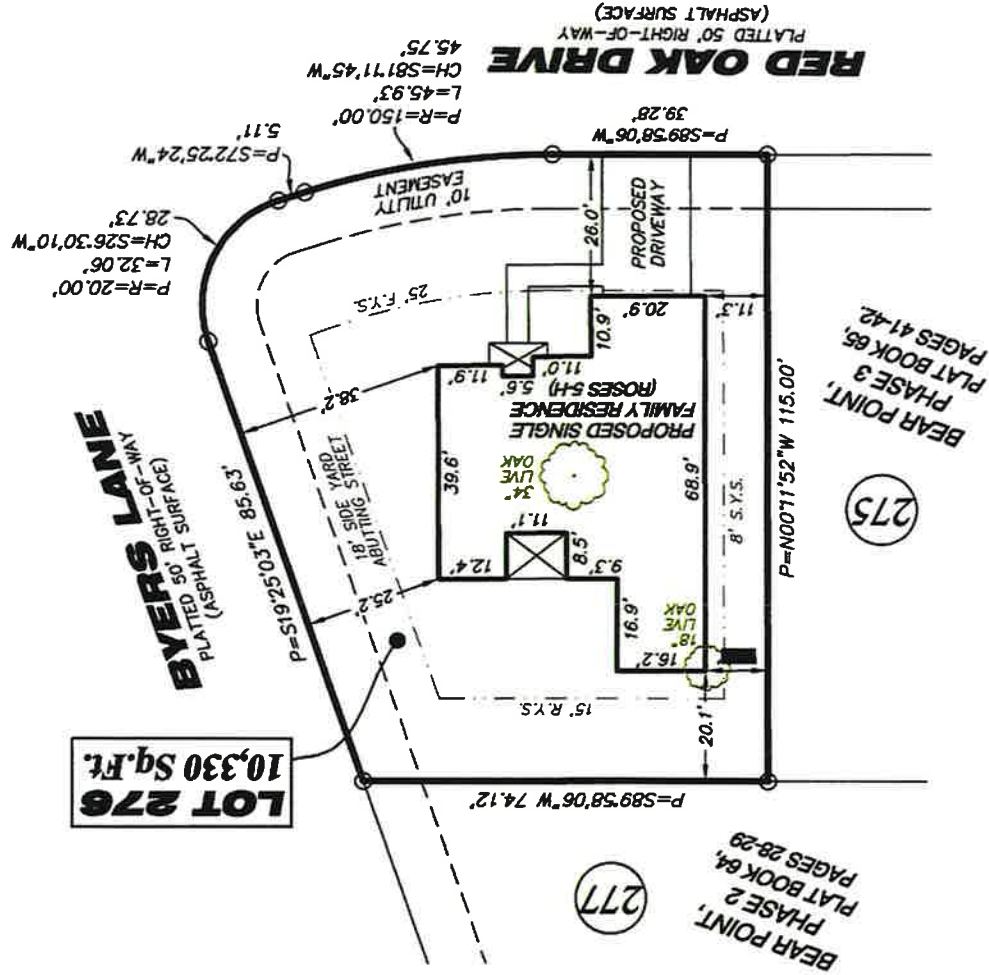 BEAR POINT,
PHASE 2
PLAT BOOK 64,
PAGES 28-29
277
P=S89°58'06"W 74.12'
LOT 276
10,330 Sq.Ft.
20.1'
15' R.Y.S.
16.2'
18"
LIVE
OAK
16.9'
25.2'
9.3'
8.5'
11.1'
12.4'
8' S.Y.S.
P=N00°11'52"W 115.00'
275
BEAR POINT,
PHASE 3
PLAT BOOK 65,
PAGES 41-42
P=S19°25'03"E 85.63'
BYERS LANE
PLATTED 50' RIGHT-OF-WAY
(ASPHALT SURFACE)
18' SIDE YARD
ABUTTING STREET
34"
LIVE
OAK
39.6'
68.9'
PROPOSED SINGLE
FAMILY RESIDENCE
(ROSES 5-H)
38.2'
11.9'
5.6'
11.0'
10.9'
20.9'
11.3'
25' F.Y.S.
26.0'
PROPOSED
DRIVEWAY
10' UTILITY
EASEMENT
P=R=20.00'
L=32.06'
CH=S26°30'10"W
28.73'
P=S72°25'24"W
5.11'
P=R=150.00'
L=45.93'
CH=S81°11'45"W
45.75'
P=S89°58'06"W
39.28'
RED OAK DRIVE
PLATTED 50' RIGHT-OF-WAY
(ASPHALT SURFACE)